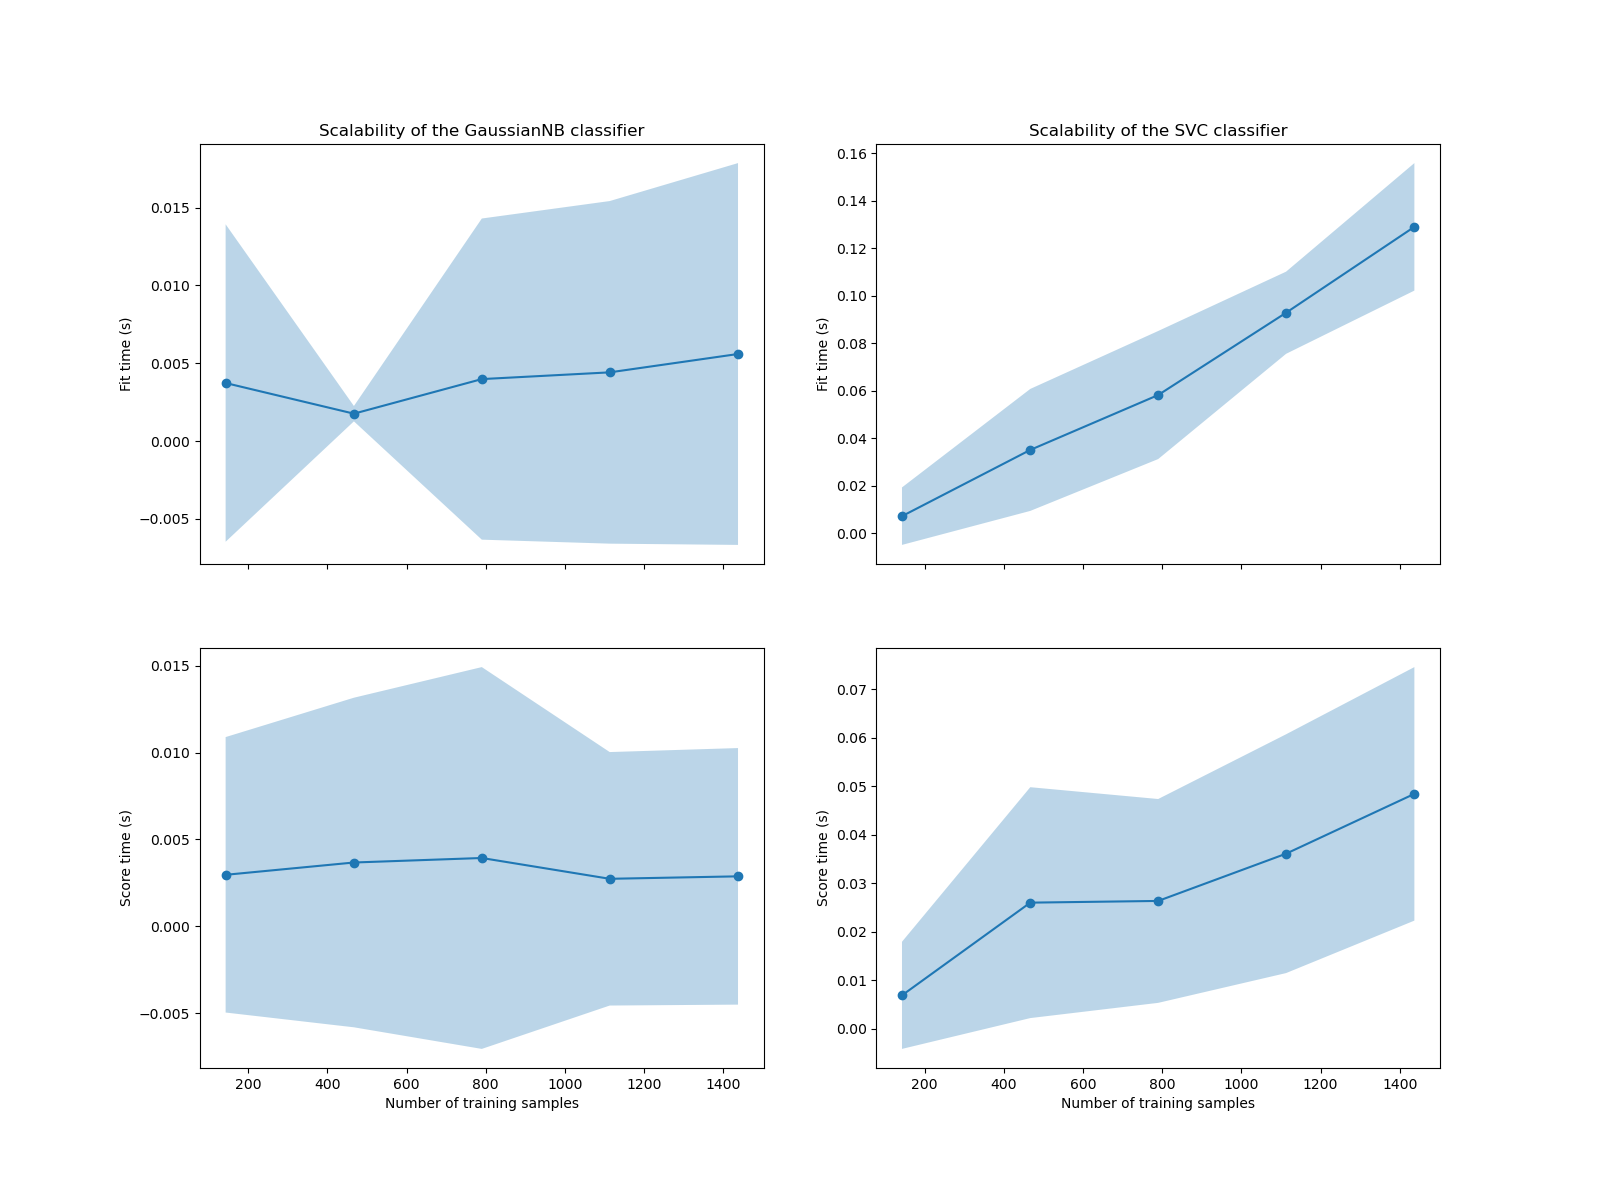 Scalability of the GaussianNB classifier
Fit time (s)
0.015
0.010
0.005
0.000
−0.005
Scalability of the SVC classifier
Fit time (s)
0.16
0.14
0.12
0.10
0.08
0.06
0.04
0.02
0.00
Score time (s)
0.015
0.010
0.005
0.000
−0.005
200 400 600 800 1000 1200 1400
Number of training samples
Score time (s)
0.07
0.06
0.05
0.04
0.03
0.02
0.01
0.00
200 400 600 800 1000 1200 1400
Number of training samples